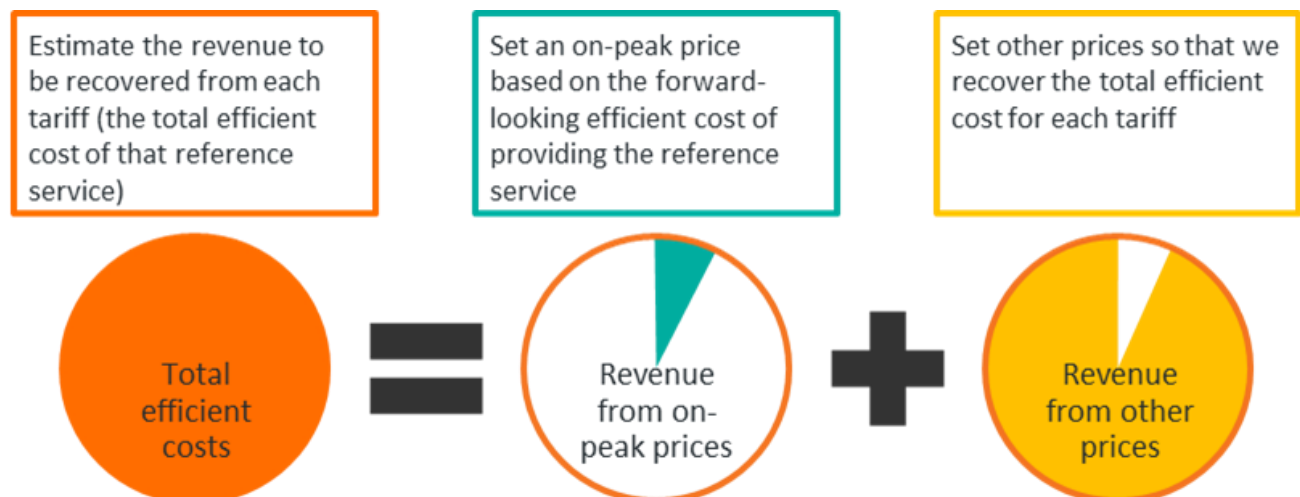 Estimate the revenue to
be recovered from each
tariff (the total efficient
cost of that reference
service)
Set an on-peak price
based on the forward-
looking efficient cost of
providing the reference
service
Set other prices so that we
recover the total efficient
cost for each tariff
Total
efficient
costs
Revenue
from on-
peak prices
Revenue
from other
prices